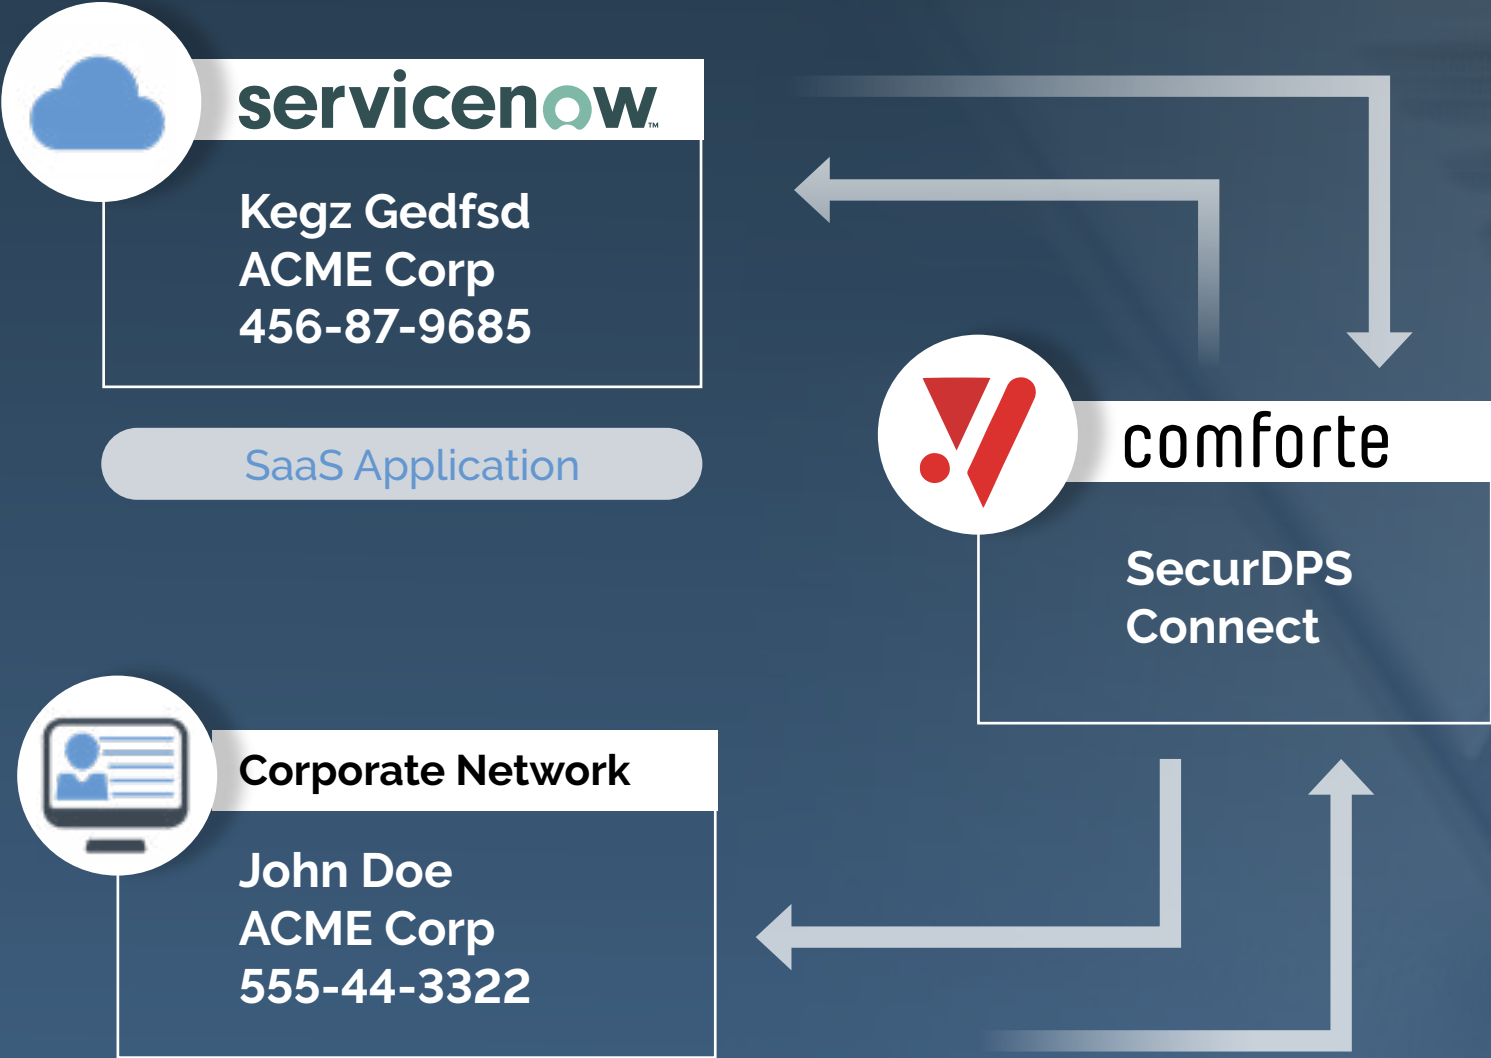 servicenow™
Kegz Gedfsd
ACME Corp
456-87-9685
SaaS Application
comforte
SecurDPS
Connect
Corporate Network
John Doe
ACME Corp
555-44-3322